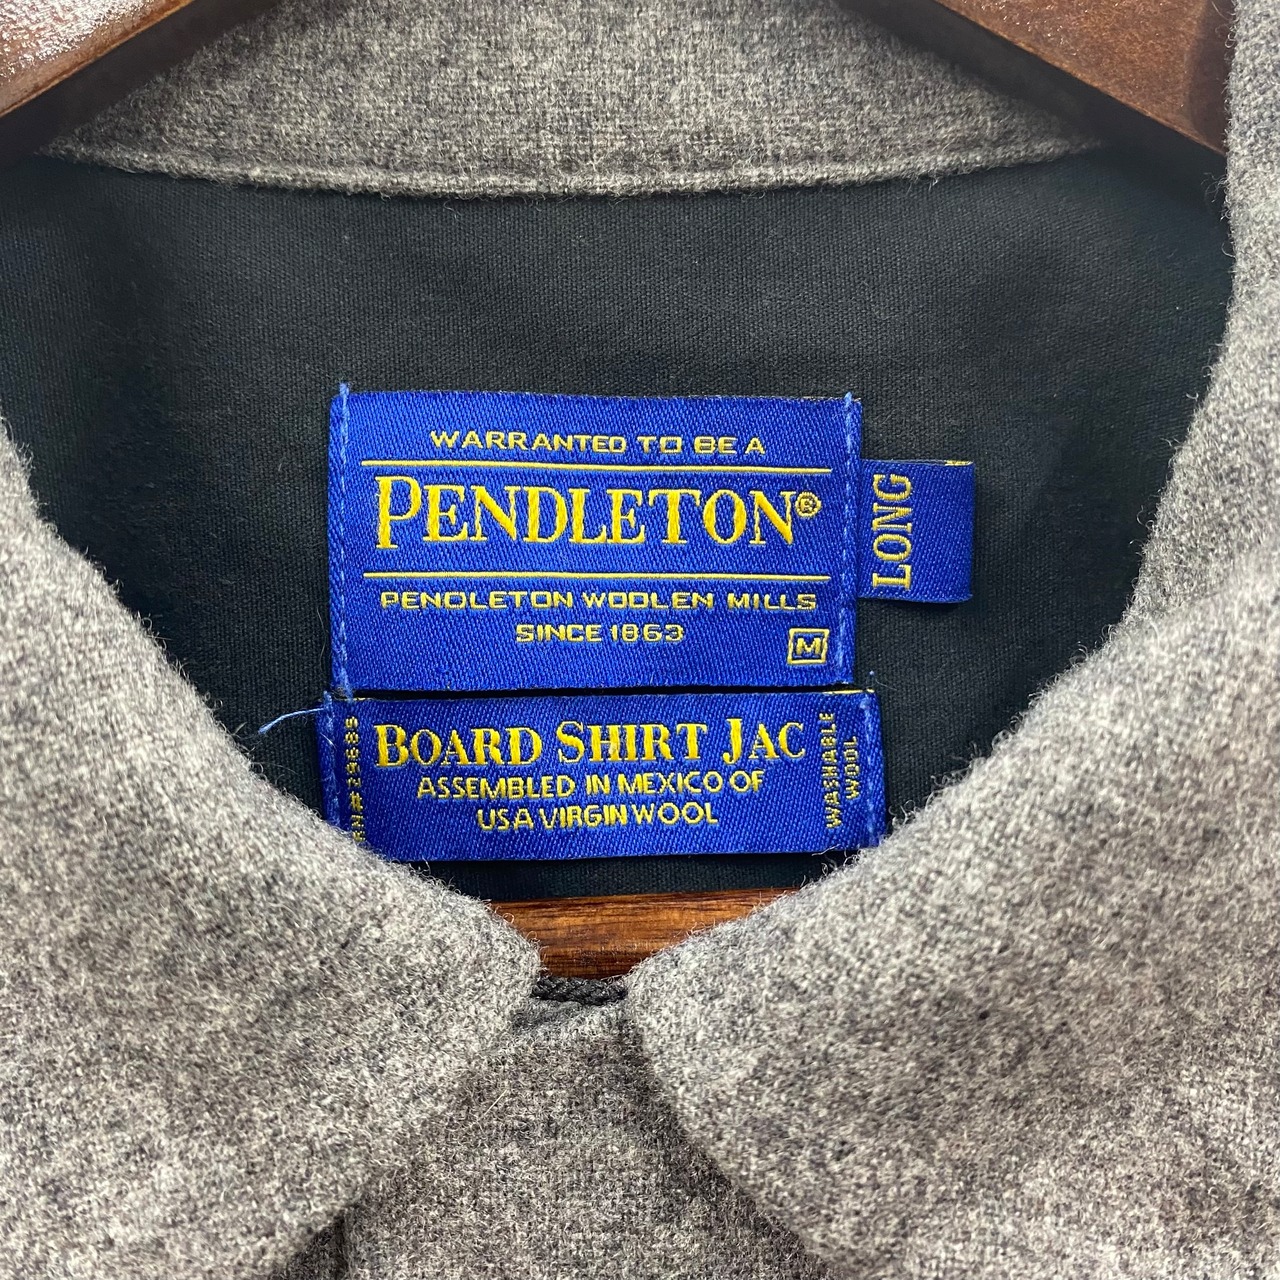 WARRANTED TO BE A
PENDLETON®
PENDLETON WOOLEN MILLS
SINCE 1863
M
LONG
BOARD SHIRT JAC
ASSEMBLED IN MEXICO OF
USA VIRGIN WOOL
WASHABLE
WOOL